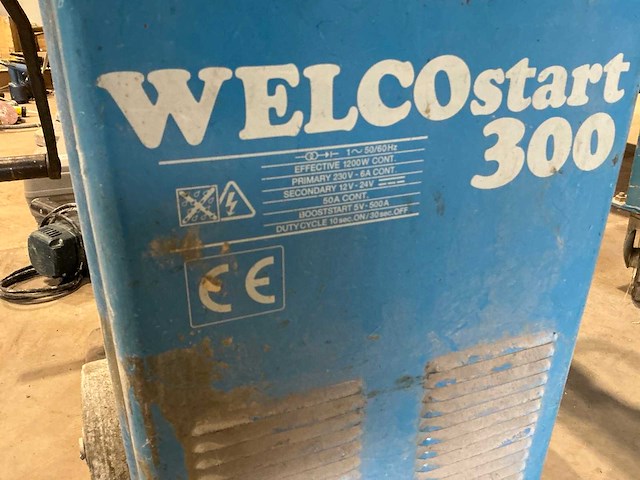 WELCOstart
300
1~ 50/60Hz
EFFECTIVE 1200W CONT.
PRIMARY 230V - 6A CONT
SECONDARY 12V - 24V
50A CONT
BOOSTSTART 5V - 500A
DUTYCYCLE 10sec.ON/30sec.OFF
CE